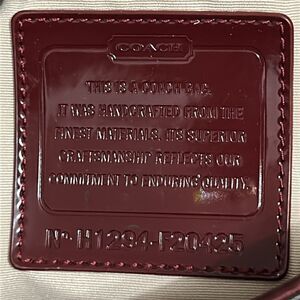 COACH
THIS IS A COACH BAG.
IT WAS HANDCRAFTED FROM THE
FINEST MATERIALS. ITS SUPERIOR
CRAFTSMANSHIP REFLECTS OUR
COMMITMENT TO ENDURING QUALITY.
Nº H1294-F20425